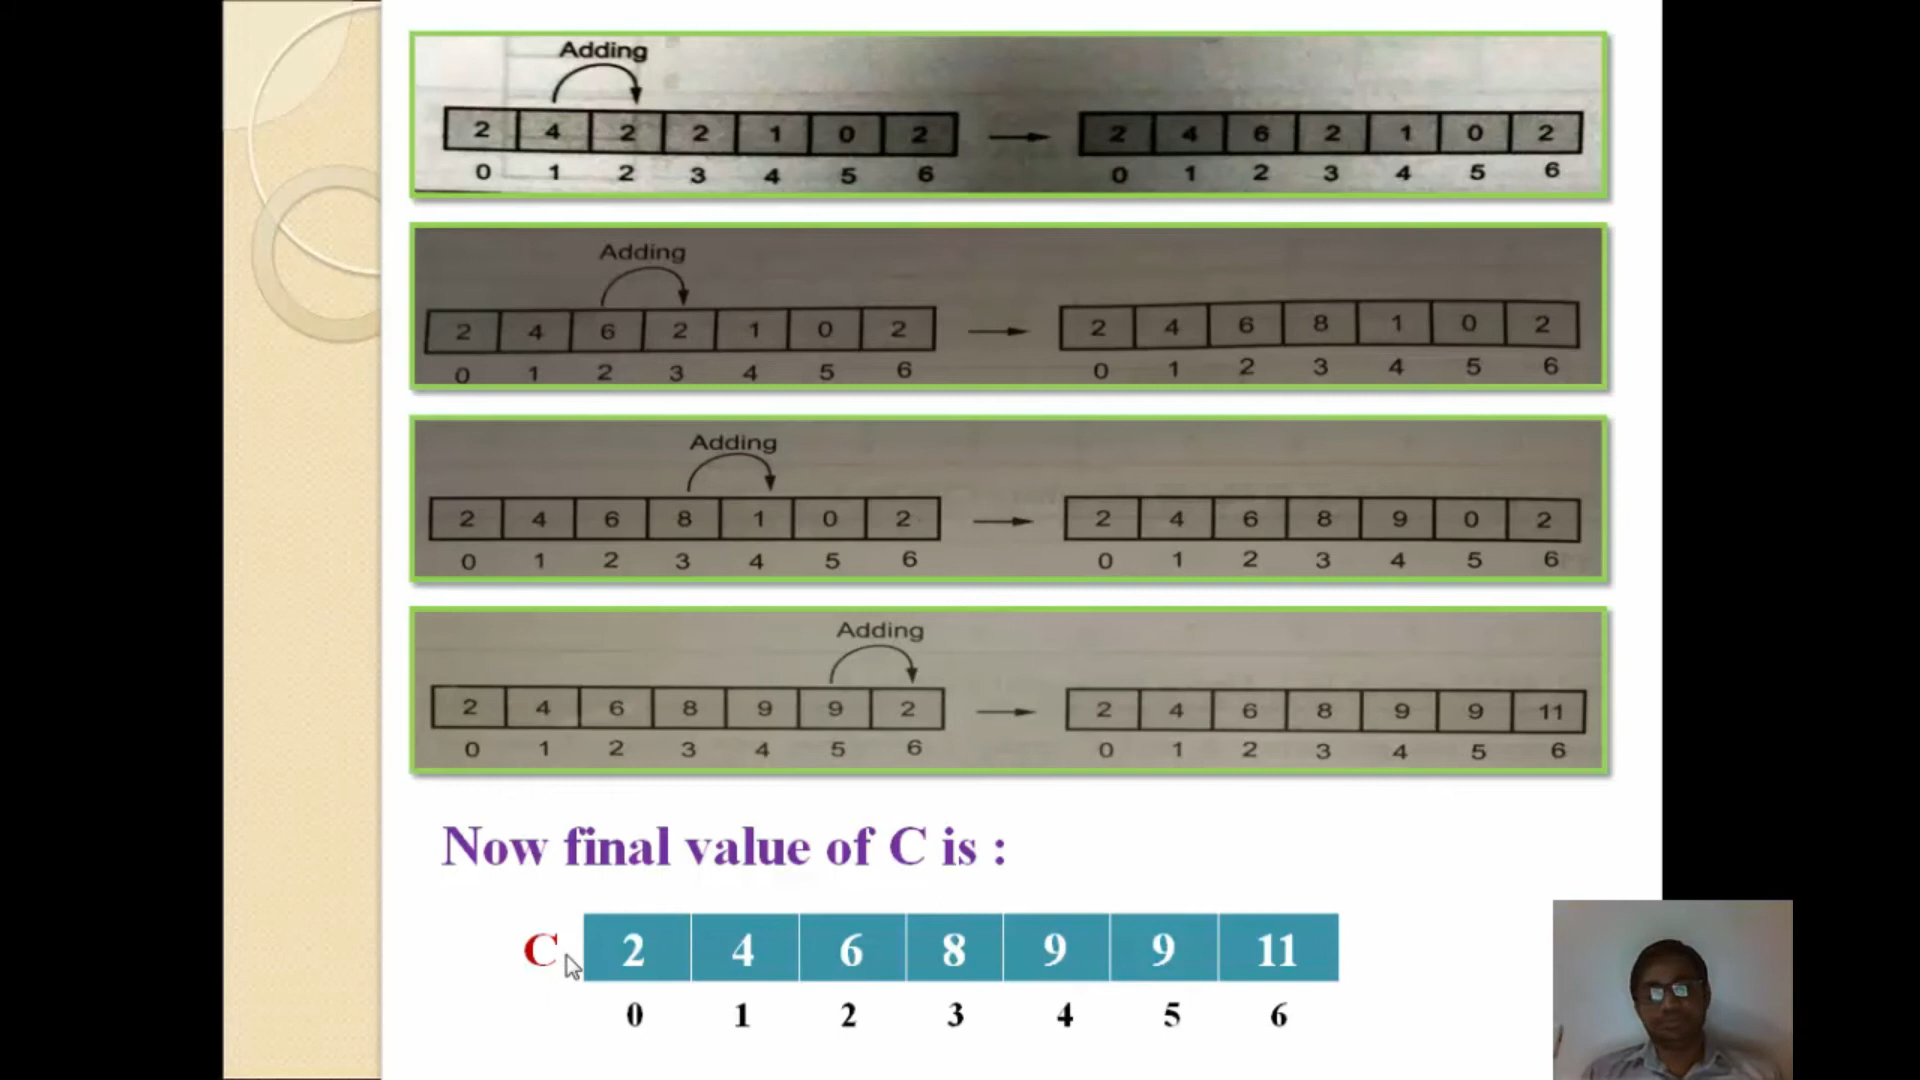 Adding
2 4 2 2 1 0 2 → 2 4 6 2 1 0 2
0 1 2 3 4 5 6 0 1 2 3 4 5 6
Adding
2 4 6 2 1 0 2 → 2 4 6 8 1 0 2
0 1 2 3 4 5 6 0 1 2 3 4 5 6
Adding
2 4 6 8 1 0 2 → 2 4 6 8 9 0 2
0 1 2 3 4 5 6 0 1 2 3 4 5 6
Adding
2 4 6 8 9 9 2 → 2 4 6 8 9 9 11
0 1 2 3 4 5 6 0 1 2 3 4 5 6
Now final value of C is :
C 2 4 6 8 9 9 11
0 1 2 3 4 5 6